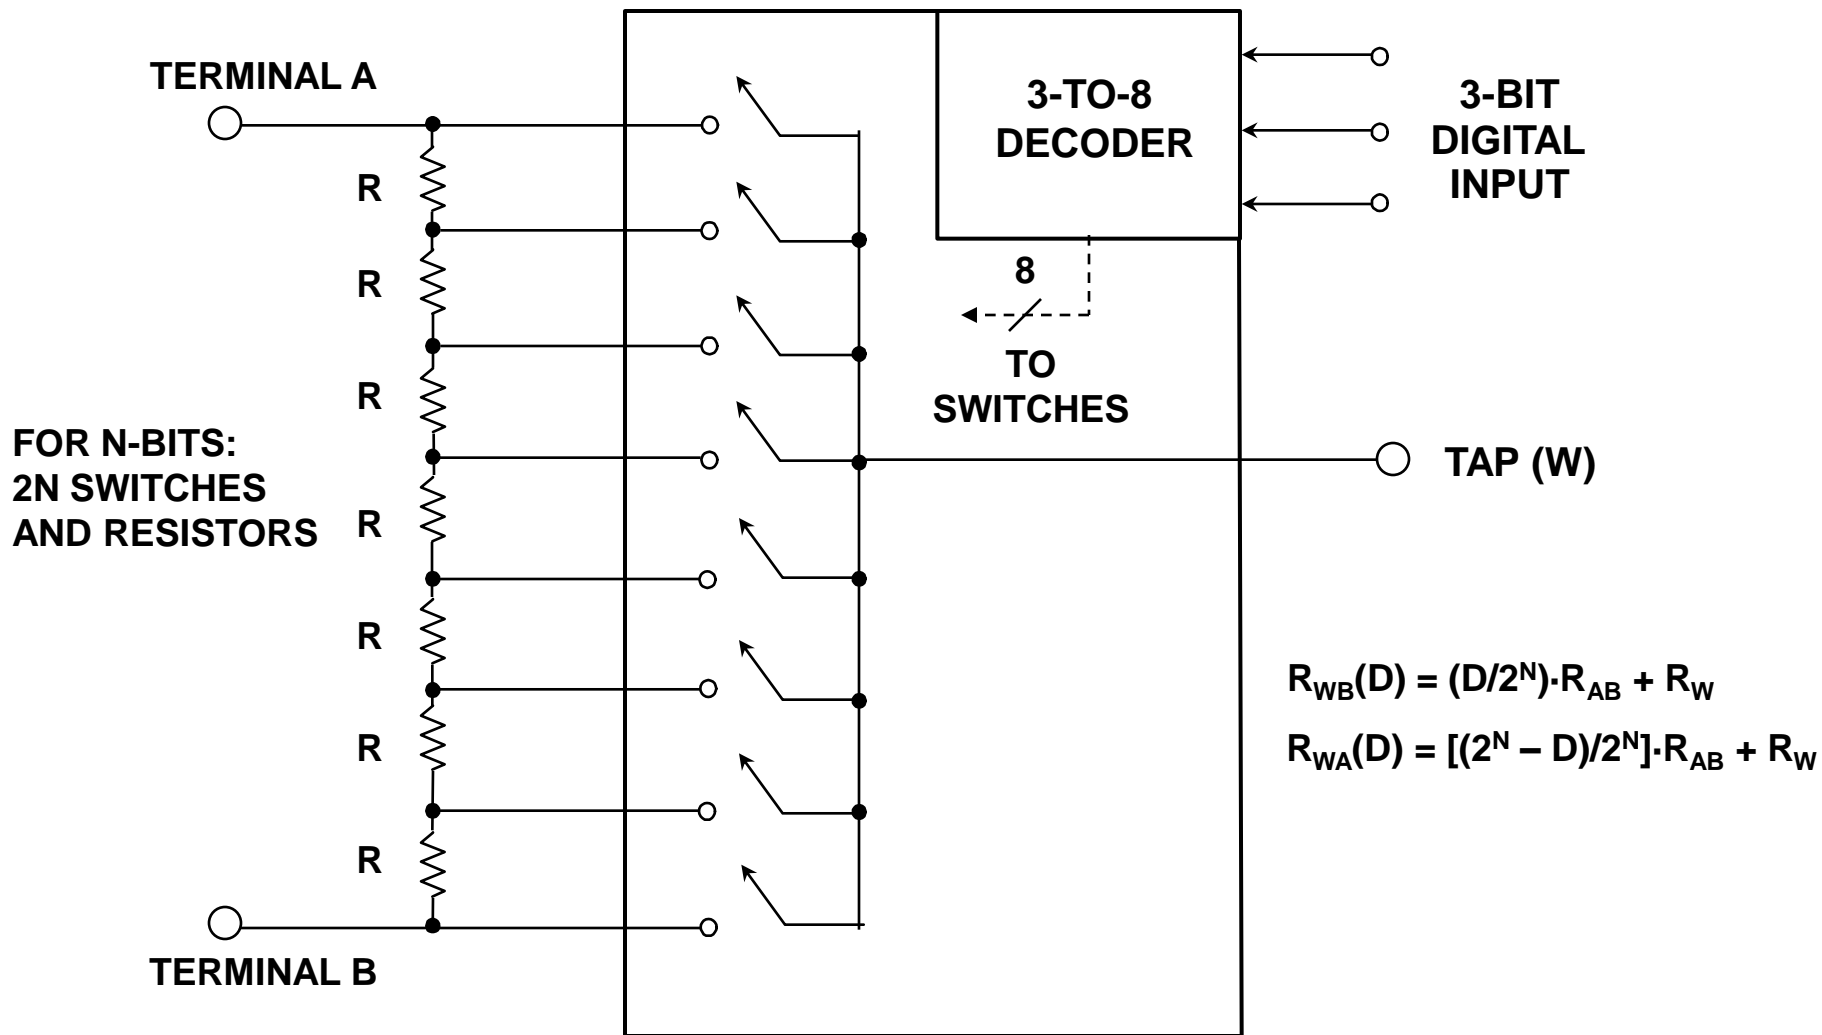 TERMINAL A
3-TO-8
DECODER
3-BIT
DIGITAL
INPUT
R
R
8
TO
SWITCHES
R
FOR N-BITS:
2N SWITCHES
AND RESISTORS
TAP (W)
R
R
R
R
R_WB(D) = (D/2^N)·R_AB + R_W
R_WA(D) = [(2^N – D)/2^N]·R_AB + R_W
TERMINAL B